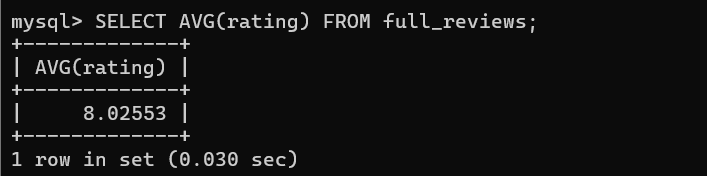 mysql> SELECT AVG(rating) FROM full_reviews;
+-------------+
| AVG(rating) |
+-------------+
|     8.02553 |
+-------------+
1 row in set (0.030 sec)